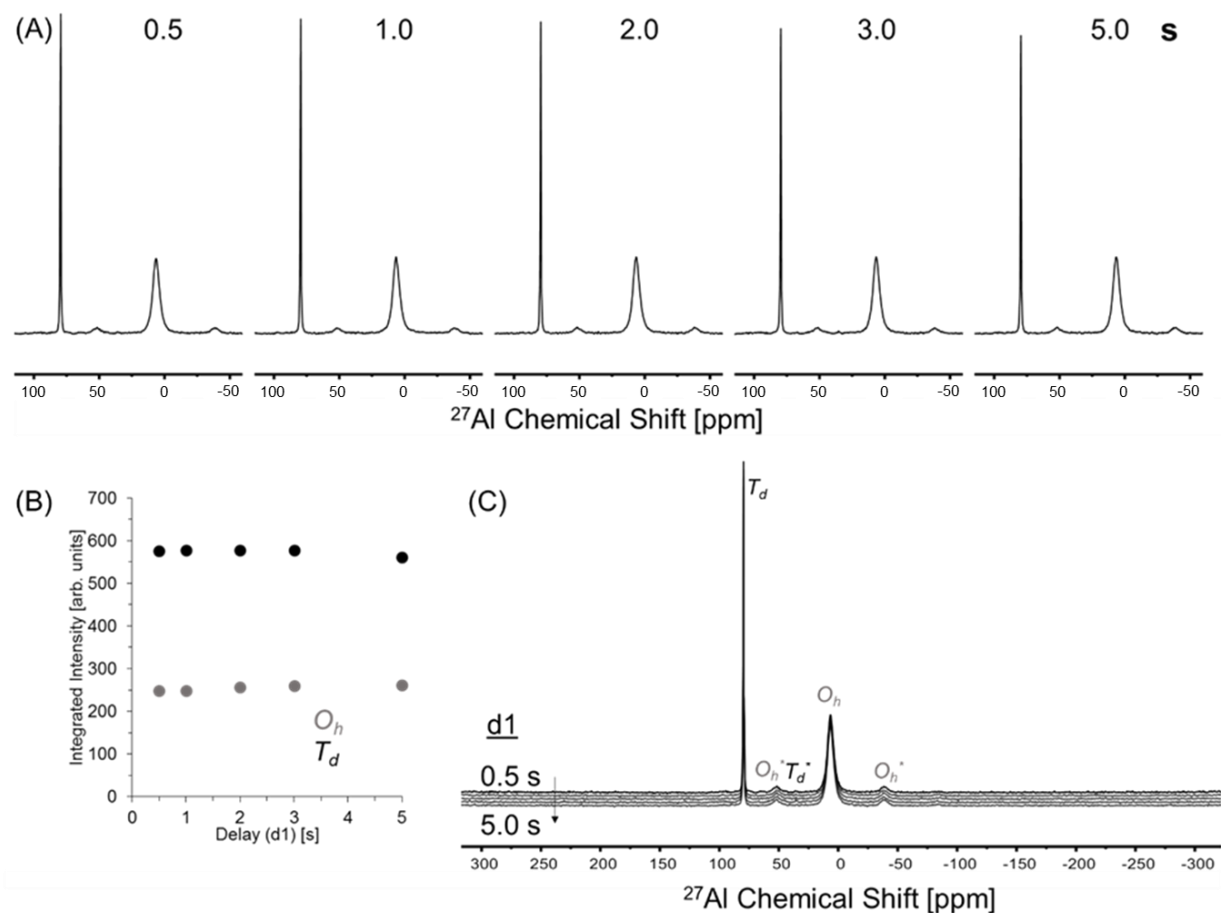 (A) 0.5 1.0 2.0 3.0 5.0 s
100 50 0 -50 100 50 0 -50 100 50 0 -50 100 50 0 -50 100 50 0 -50
²⁷Al Chemical Shift [ppm]
(B)
Integrated Intensity [arb. units]
700
600
500
400
300
200
100
0
Oₕ
T_d
0 1 2 3 4 5
Delay (d1) [s]
(C)
T_d
Oₕ
d1
0.5 s
5.0 s
Oₕ* T_d* Oₕ*
300 250 200 150 100 50 0 -50 -100 -150 -200 -250 -300
²⁷Al Chemical Shift [ppm]